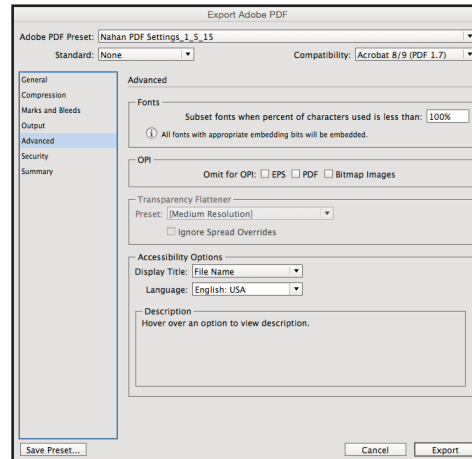 Export Adobe PDF
Adobe PDF Preset: Nahan PDF Settings_1_5_15
Standard: None Compatibility: Acrobat 8/9 (PDF 1.7)
General
Compression
Marks and Bleeds
Output
Advanced
Security
Summary
Advanced
Fonts
Subset fonts when percent of characters used is less than: 100%
All fonts with appropriate embedding bits will be embedded.
OPI
Omit for OPI: EPS PDF Bitmap Images
Transparency Flattener
Preset: [Medium Resolution]
Ignore Spread Overrides
Accessibility Options
Display Title: File Name
Language: English: USA
Description
Hover over an option to view description.
Save Preset... Cancel Export